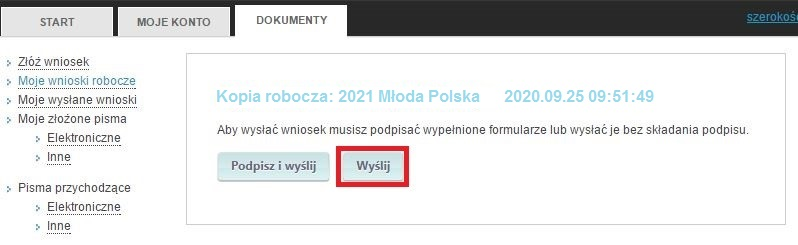 START
MOJE KONTO
DOKUMENTY
szerokość
Złóż wniosek
Moje wnioski robocze
Moje wysłane wnioski
Moje złożone pisma
Elektroniczne
Inne
Pisma przychodzące
Elektroniczne
Inne
Kopia robocza: 2021 Młoda Polska 2020.09.25 09:51:49
Aby wysłać wniosek musisz podpisać wypełnione formularze lub wysłać je bez składania podpisu.
Podpisz i wyślij
Wyślij